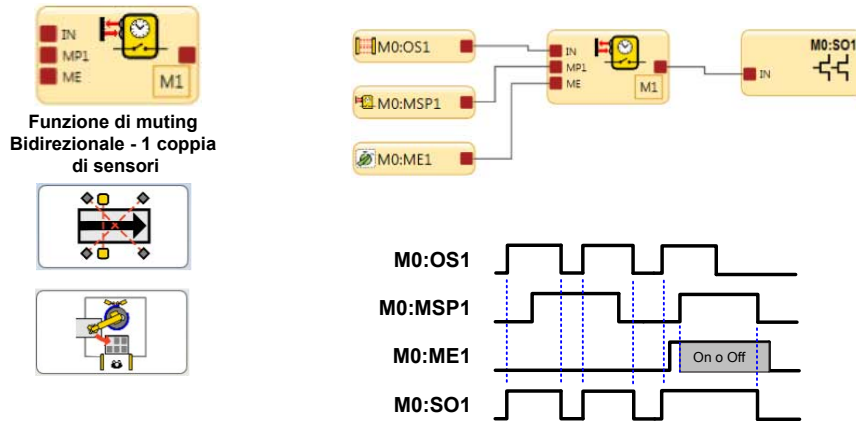 IN
MP1
ME
M1
Funzione di muting
Bidirezionale - 1 coppia
di sensori
M0:OS1
M0:MSP1
M0:ME1
IN
MP1
ME
M1
M0:SO1
IN
M0:OS1
M0:MSP1
M0:ME1
On o Off
M0:SO1